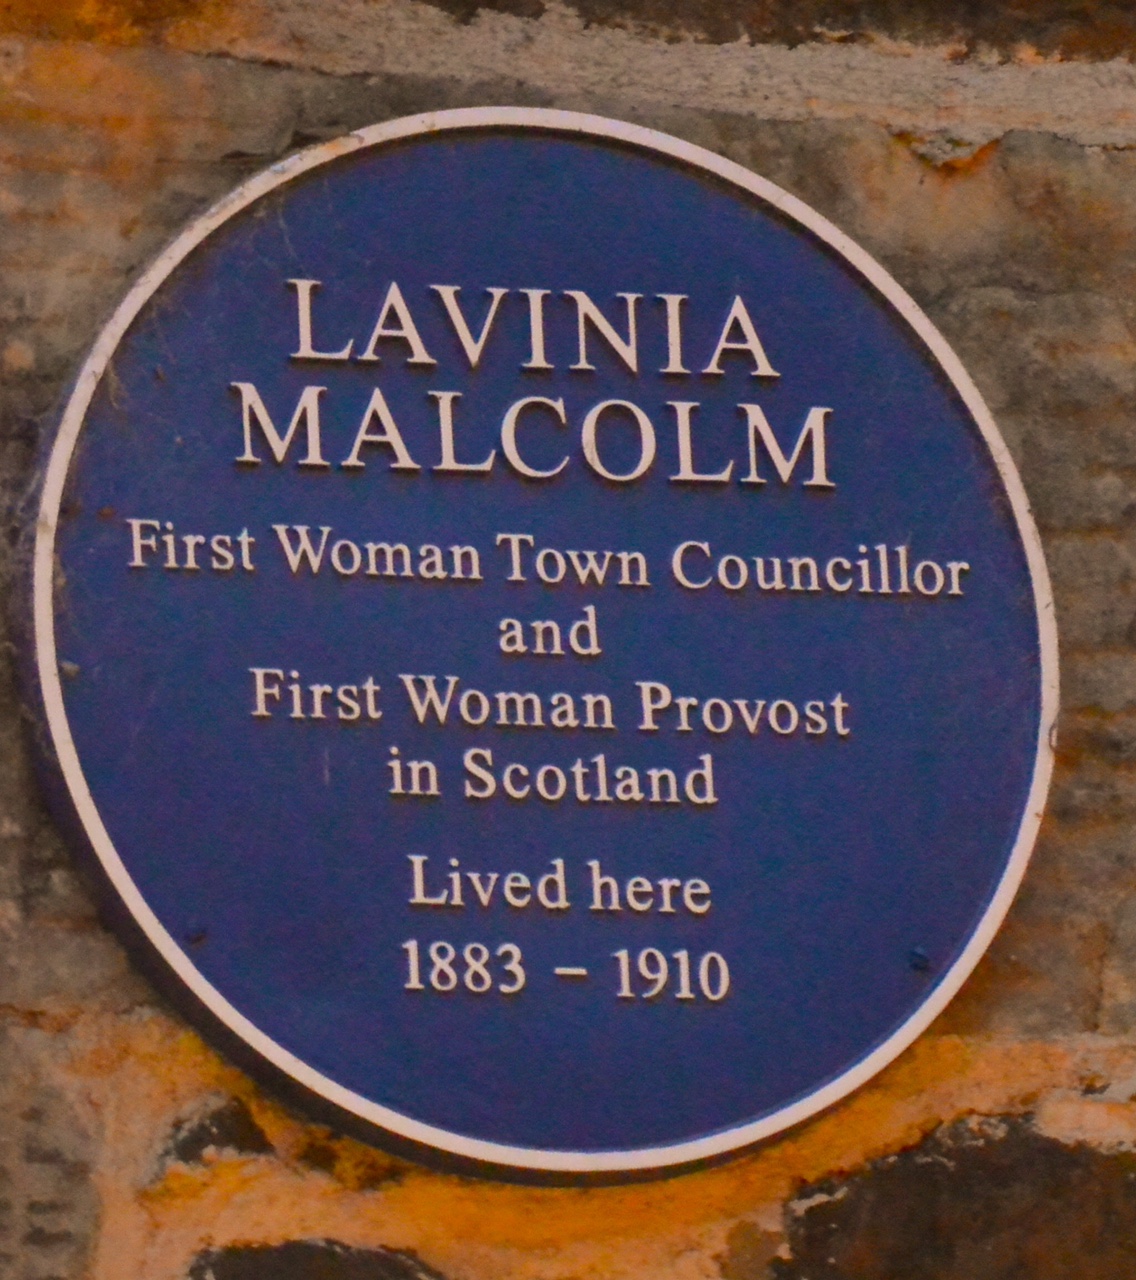 LAVINIA
MALCOLM
First Woman Town Councillor
and
First Woman Provost
in Scotland
Lived here
1883 – 1910